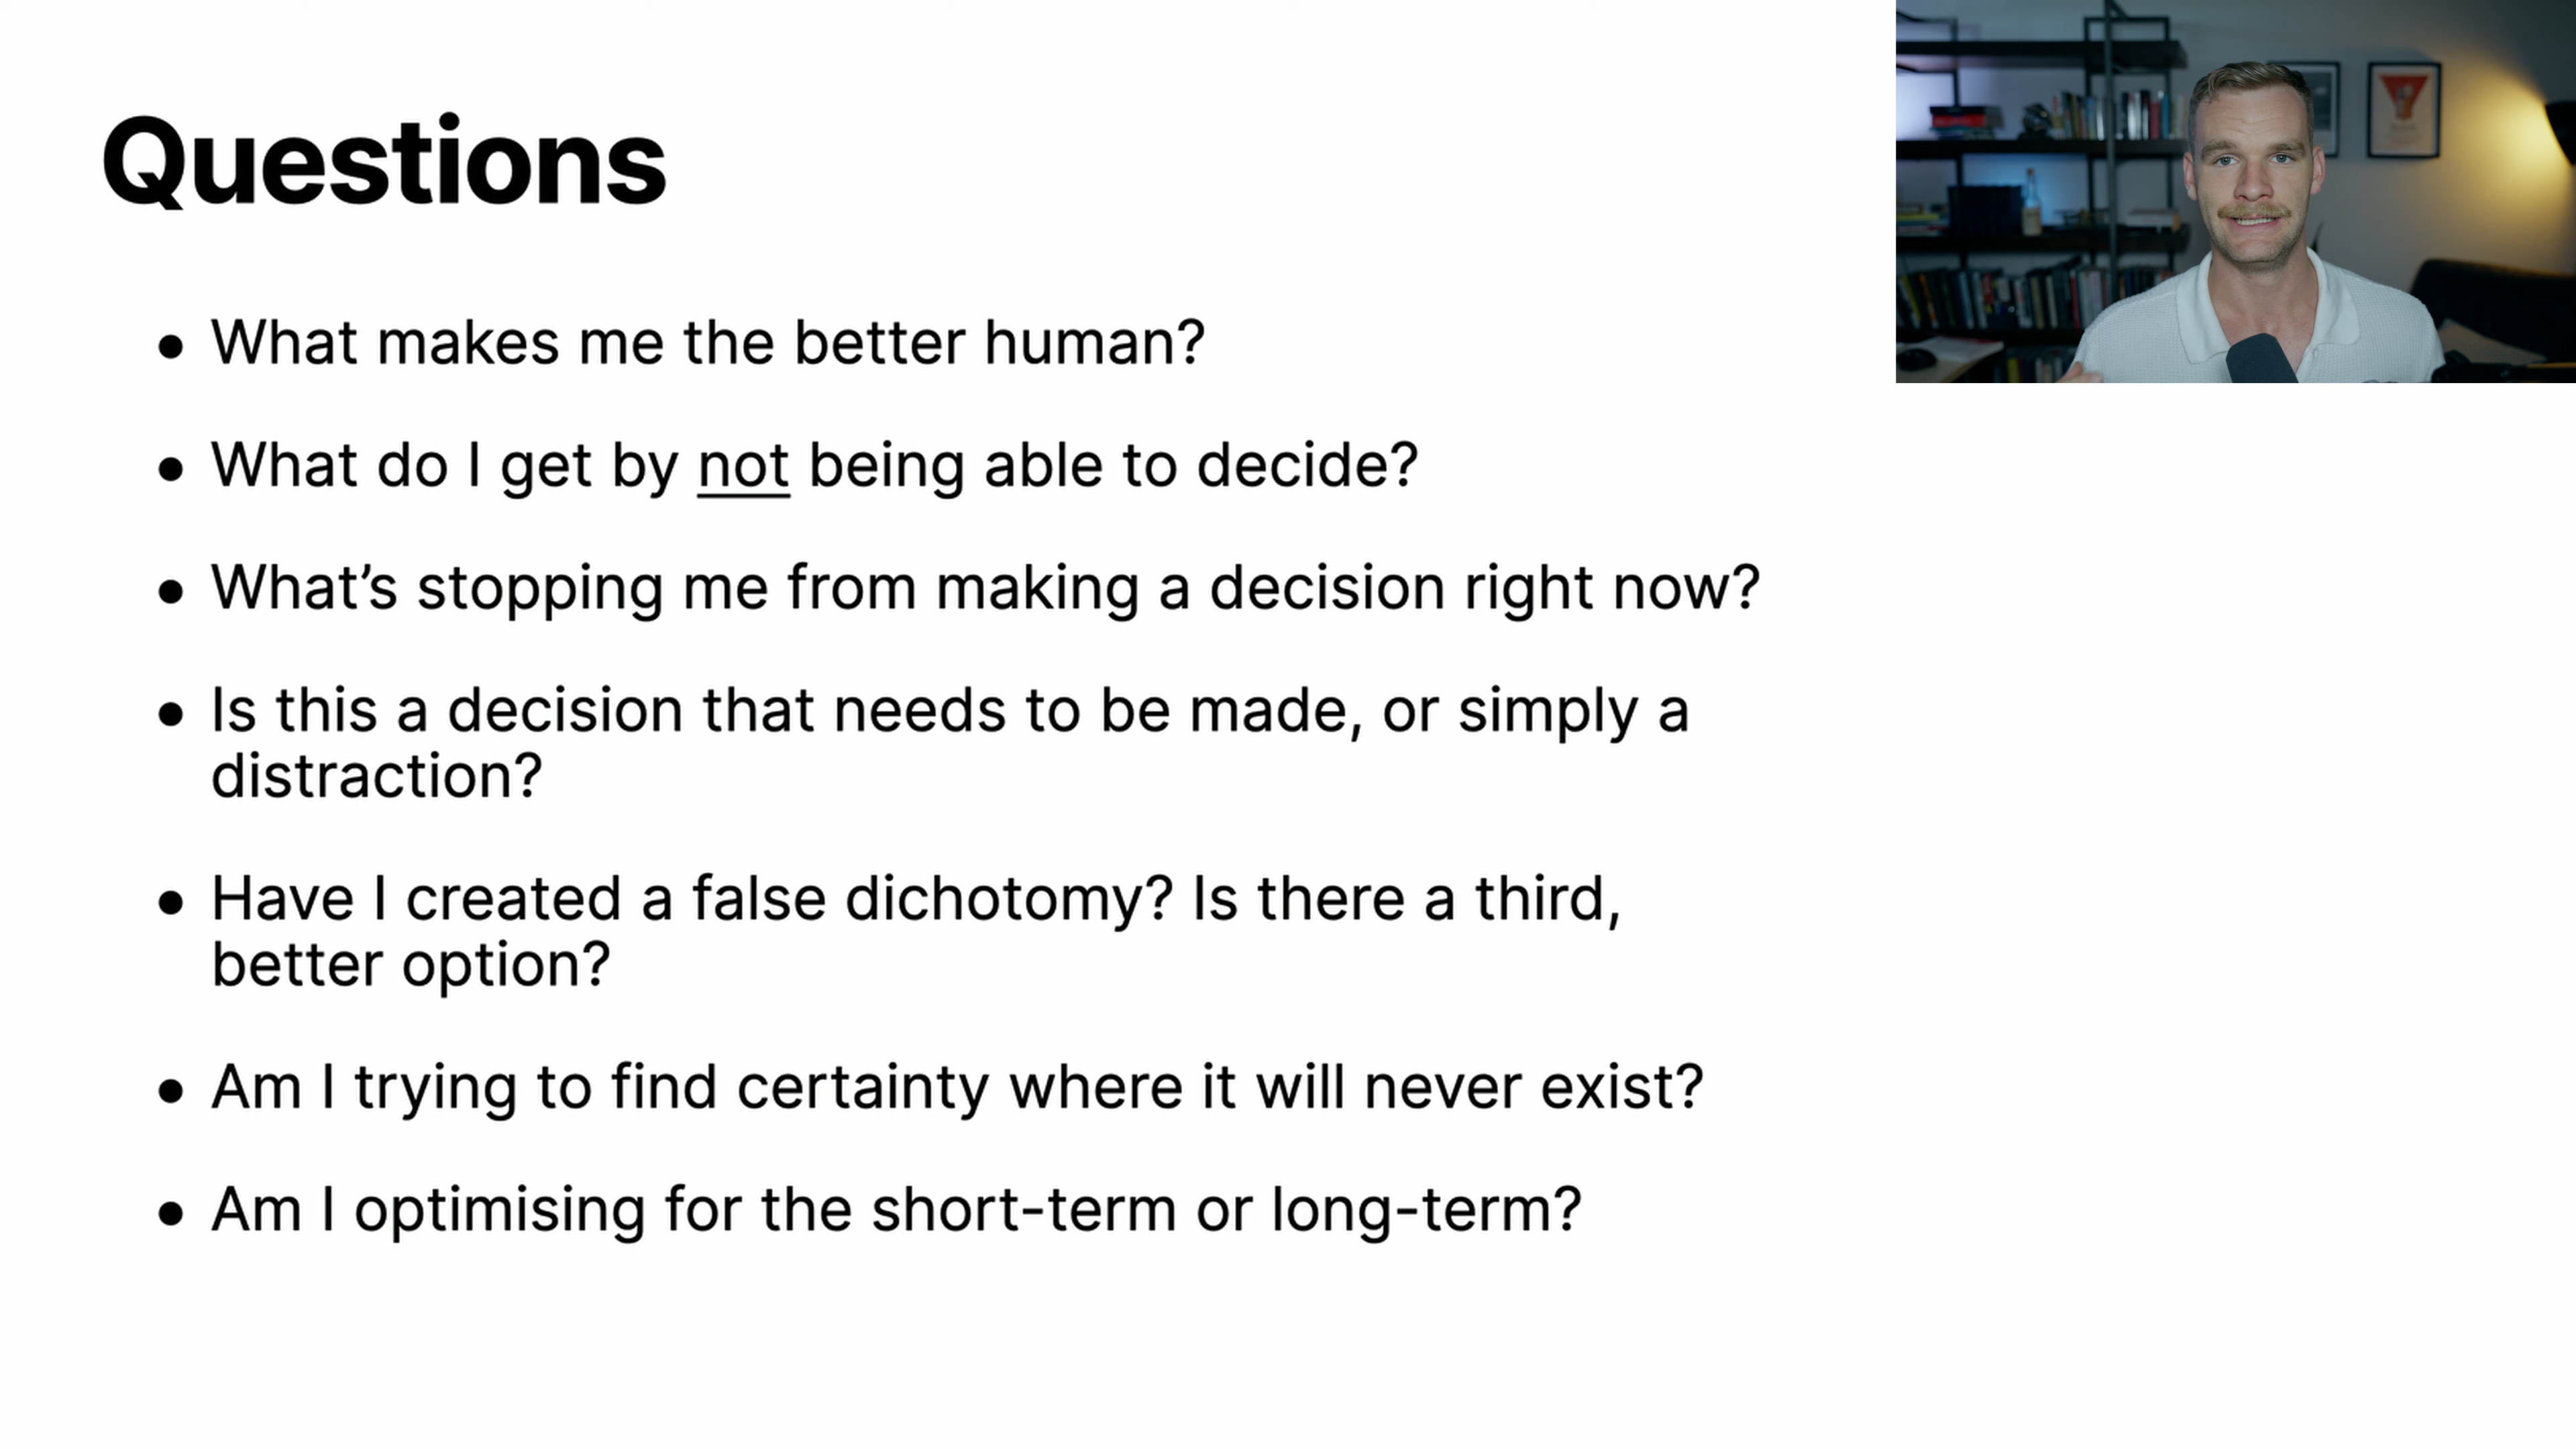 Questions
• What makes me the better human?
• What do I get by not being able to decide?
• What’s stopping me from making a decision right now?
• Is this a decision that needs to be made, or simply a
distraction?
• Have I created a false dichotomy? Is there a third,
better option?
• Am I trying to find certainty where it will never exist?
• Am I optimising for the short-term or long-term?